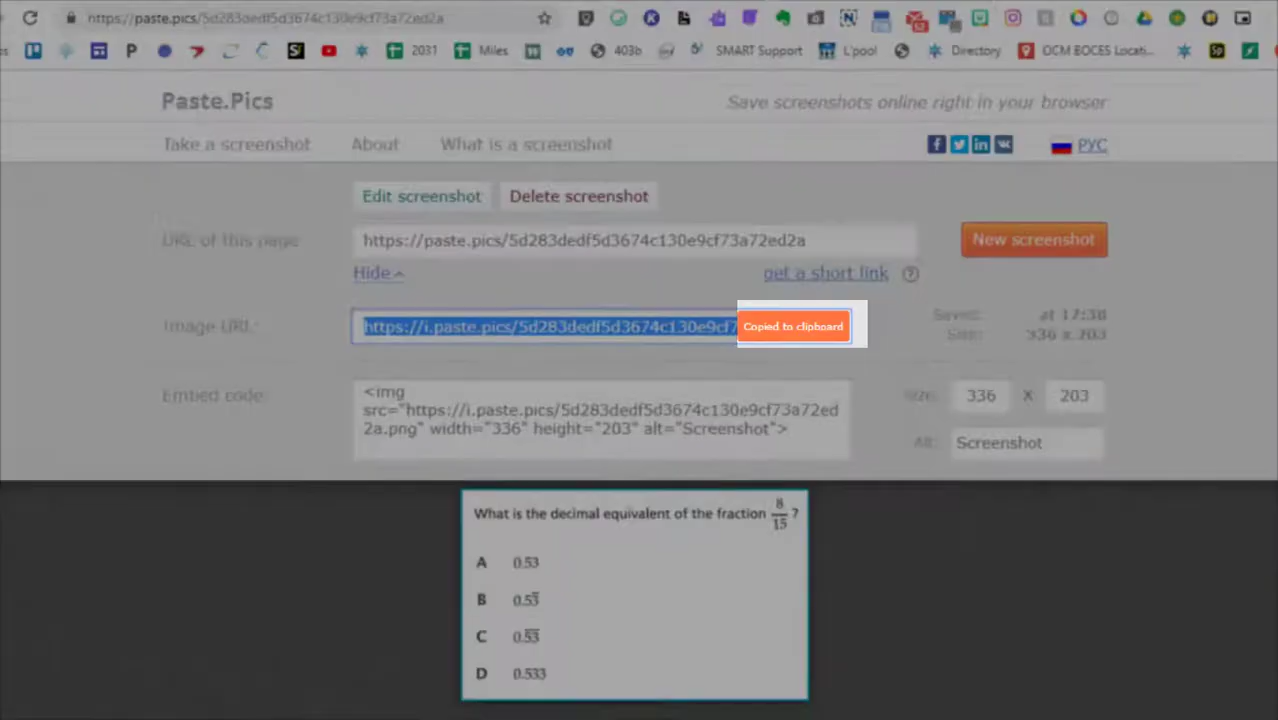 https://paste.pics/5d283dedf5d3674c130e9cf73a72ed2a
2031 Miles 403b SMART Support L'pool Directory OCM BOCES Locati...
Paste.Pics
Save screenshots online right in your browser
Take a screenshot About What is a screenshot
РУС
Edit screenshot Delete screenshot
URL of this page: https://paste.pics/5d283dedf5d3674c130e9cf73a72ed2a New screenshot
Hide get a short link ?
Image URL: https://i.paste.pics/5d283dedf5d3674c130e9cf7 Copied to clipboard
Saved: at 17:38
Size: 336 x 203
Embed code: <img
src="https://i.paste.pics/5d283dedf5d3674c130e9cf73a72ed
2a.png" width="336" height="203" alt="Screenshot">
Size: 336 X 203
Alt: Screenshot
What is the decimal equivalent of the fraction 8/15 ?
A 0.53
B 0.53̅
C 0.5̅3̅
D 0.533